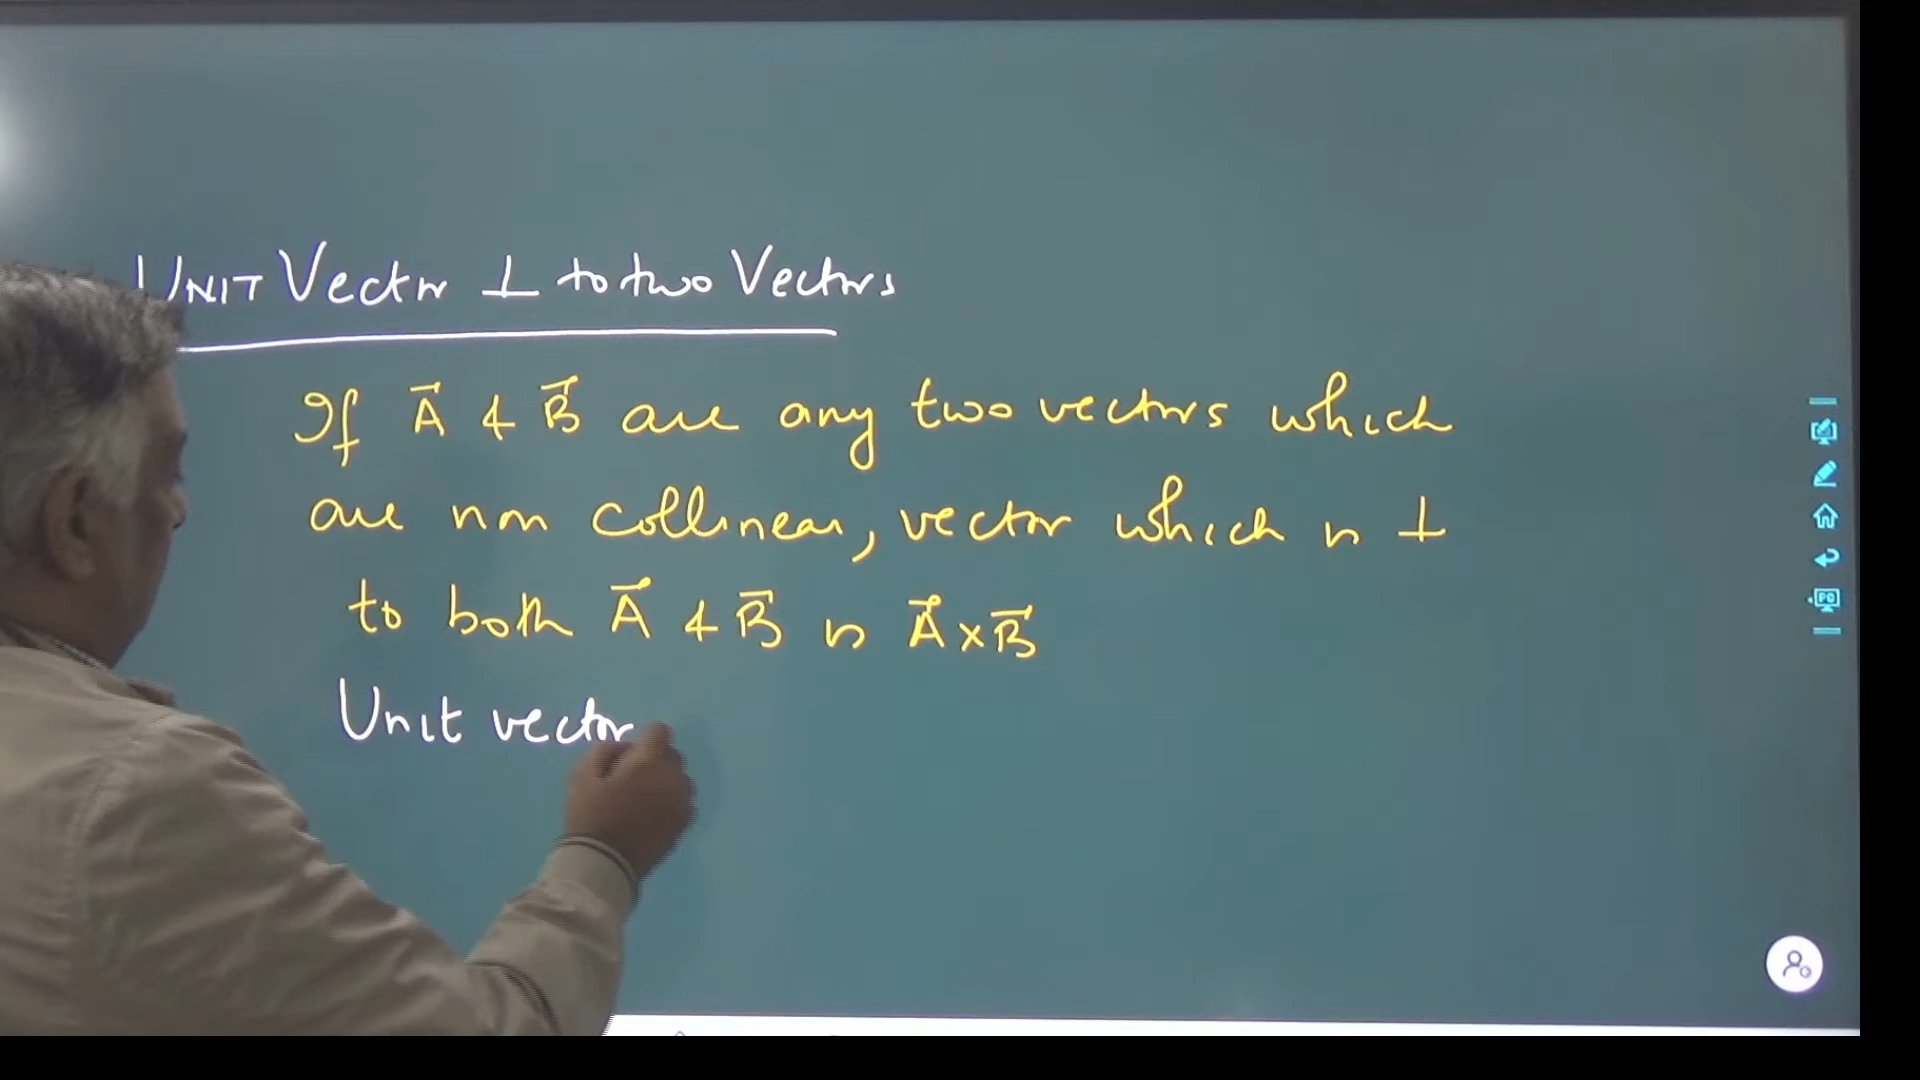 UNIT Vector ⊥ to two Vectors
If A⃗ & B⃗ are any two vectors which
are non collinear, vector which is ⊥
to both A⃗ & B⃗ is A⃗ × B⃗
Unit vector
PC